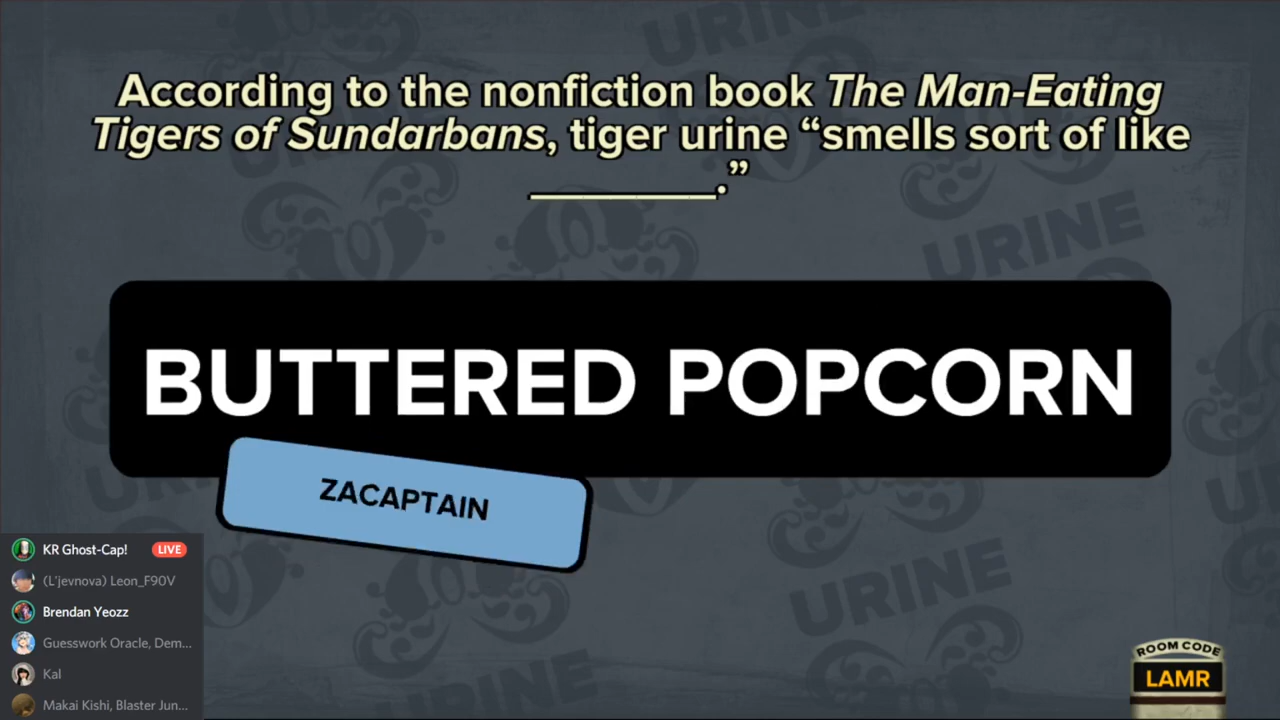 According to the nonfiction book The Man-Eating
Tigers of Sundarbans, tiger urine “smells sort of like
________.”
BUTTERED POPCORN
ZACAPTAIN
KR Ghost-Cap! LIVE
(L'jevnova) Leon_F90V
Brendan Yeozz
Guesswork Oracle, Dem...
Kal
Makai Kishi, Blaster Jun...
ROOM CODE
LAMR
URINE
URINE
URINE
URINE